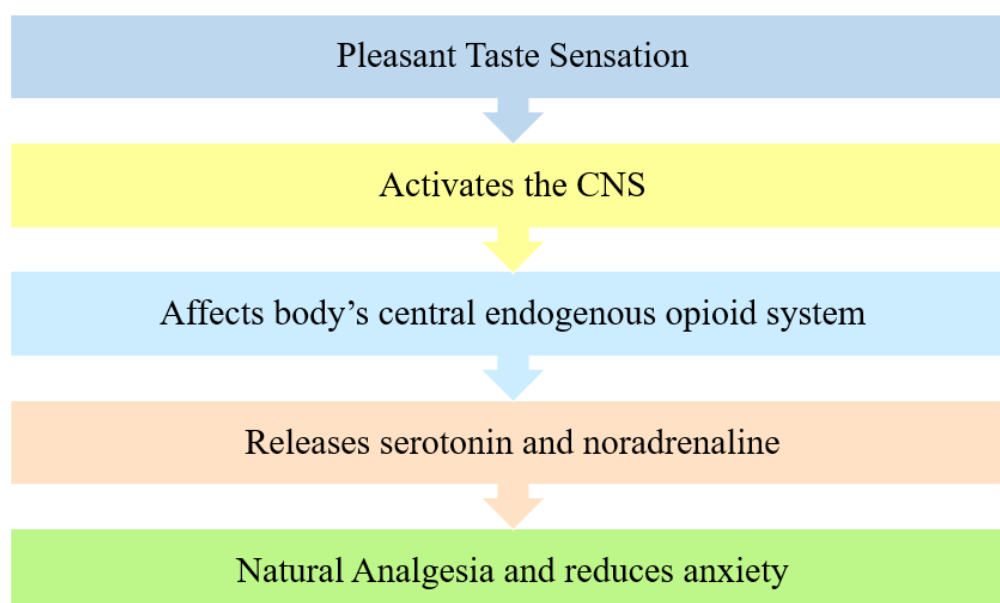 Pleasant Taste Sensation
Activates the CNS
Affects body’s central endogenous opioid system
Releases serotonin and noradrenaline
Natural Analgesia and reduces anxiety